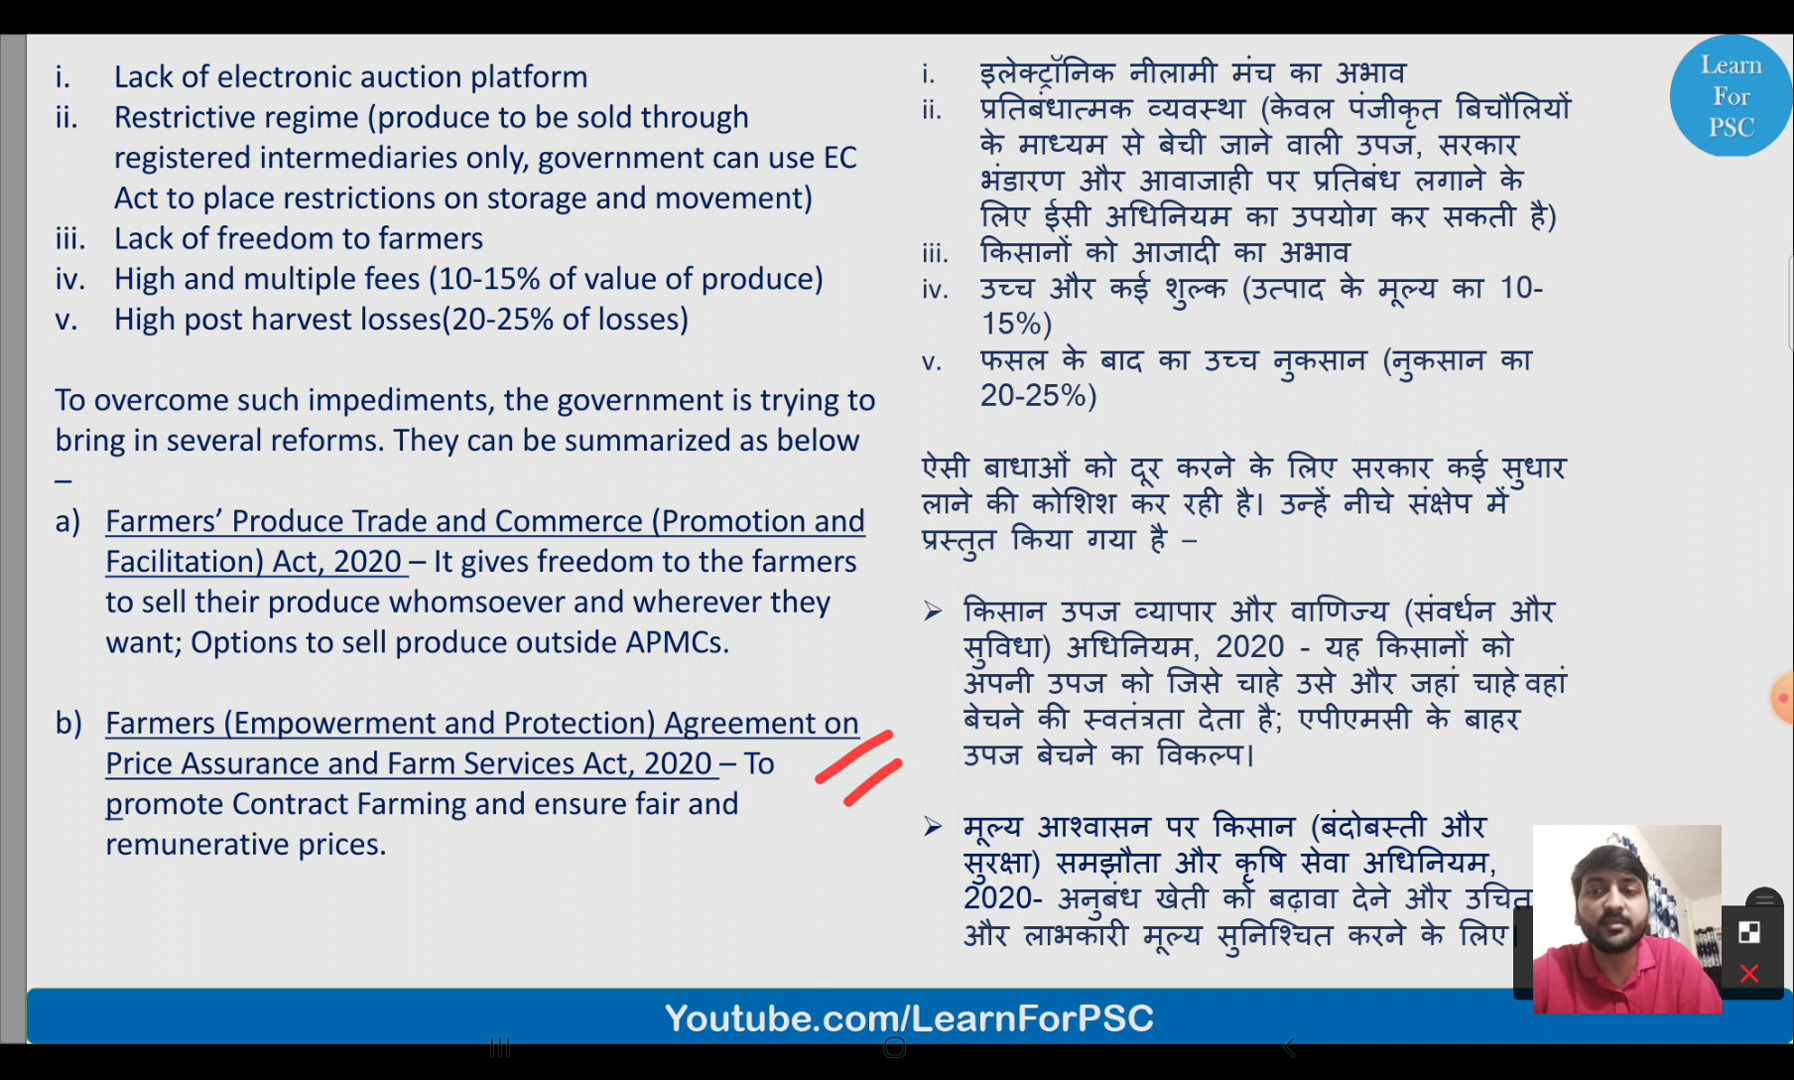 i. Lack of electronic auction platform
ii. Restrictive regime (produce to be sold through
registered intermediaries only, government can use EC
Act to place restrictions on storage and movement)
iii. Lack of freedom to farmers
iv. High and multiple fees (10-15% of value of produce)
v. High post harvest losses(20-25% of losses)
To overcome such impediments, the government is trying to
bring in several reforms. They can be summarized as below
–
a) Farmers’ Produce Trade and Commerce (Promotion and
Facilitation) Act, 2020 – It gives freedom to the farmers
to sell their produce whomsoever and wherever they
want; Options to sell produce outside APMCs.
b) Farmers (Empowerment and Protection) Agreement on
Price Assurance and Farm Services Act, 2020 – To
promote Contract Farming and ensure fair and
remunerative prices.
i. इलेक्ट्रॉनिक नीलामी मंच का अभाव
ii. प्रतिबंधात्मक व्यवस्था (केवल पंजीकृत बिचौलियों
के माध्यम से बेची जाने वाली उपज, सरकार
भंडारण और आवाजाही पर प्रतिबंध लगाने के
लिए ईसी अधिनियम का उपयोग कर सकती है)
iii. किसानों को आजादी का अभाव
iv. उच्च और कई शुल्क (उत्पाद के मूल्य का 10-
15%)
v. फसल के बाद का उच्च नुकसान (नुकसान का
20-25%)
ऐसी बाधाओं को दूर करने के लिए सरकार कई सुधार
लाने की कोशिश कर रही है। उन्हें नीचे संक्षेप में
प्रस्तुत किया गया है –
➢ किसान उपज व्यापार और वाणिज्य (संवर्धन और
सुविधा) अधिनियम, 2020 - यह किसानों को
अपनी उपज को जिसे चाहे उसे और जहां चाहे वहां
बेचने की स्वतंत्रता देता है; एपीएमसी के बाहर
उपज बेचने का विकल्प।
➢ मूल्य आश्वासन पर किसान (बंदोबस्ती और
सुरक्षा) समझौता और कृषि सेवा अधिनियम,
2020- अनुबंध खेती को बढ़ावा देने और उचित
और लाभकारी मूल्य सुनिश्चित करने के लिए।
Learn
For
PSC
Youtube.com/LearnForPSC